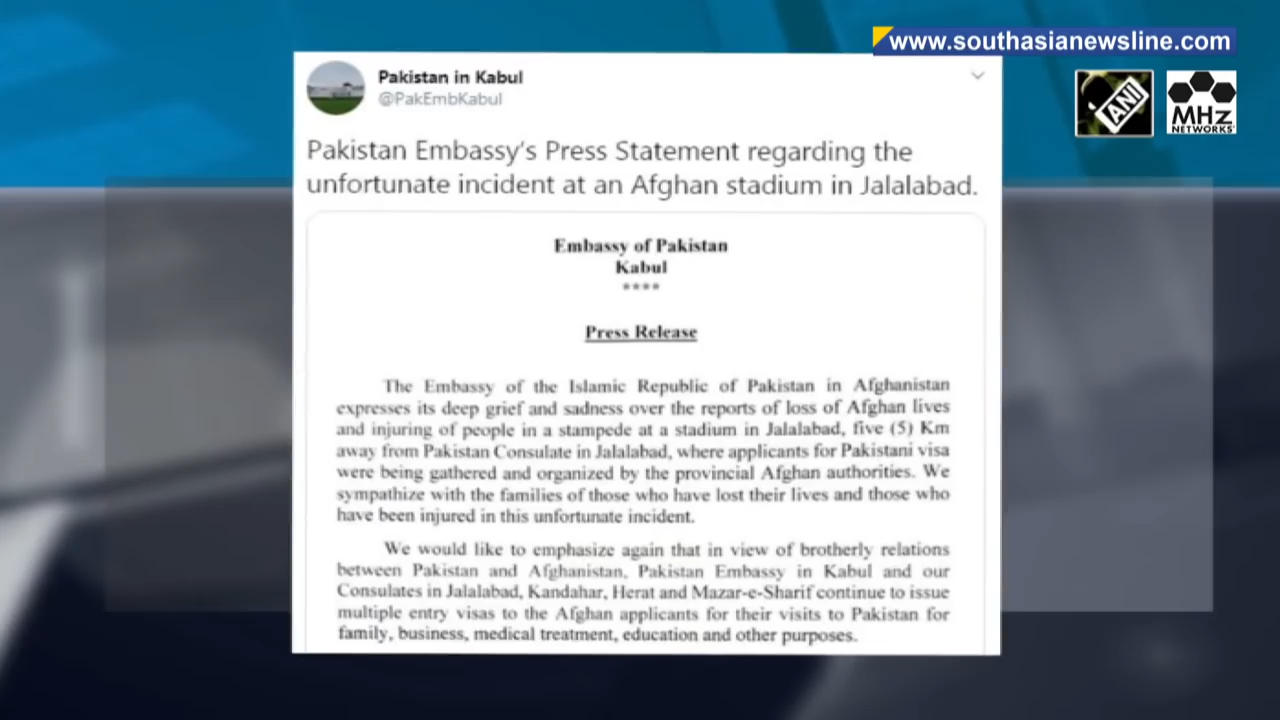 www.southasianewsline.com
ANI
MHz
NETWORKS
Pakistan in Kabul
@PakEmbKabul
Pakistan Embassy's Press Statement regarding the
unfortunate incident at an Afghan stadium in Jalalabad.
Embassy of Pakistan
Kabul
****
Press Release
The Embassy of the Islamic Republic of Pakistan in Afghanistan
expresses its deep grief and sadness over the reports of loss of Afghan lives
and injuring of people in a stampede at a stadium in Jalalabad, five (5) Km
away from Pakistan Consulate in Jalalabad, where applicants for Pakistani visa
were being gathered and organized by the provincial Afghan authorities. We
sympathize with the families of those who have lost their lives and those who
have been injured in this unfortunate incident.
We would like to emphasize again that in view of brotherly relations
between Pakistan and Afghanistan, Pakistan Embassy in Kabul and our
Consulates in Jalalabad, Kandahar, Herat and Mazar-e-Sharif continue to issue
multiple entry visas to the Afghan applicants for their visits to Pakistan for
family, business, medical treatment, education and other purposes.